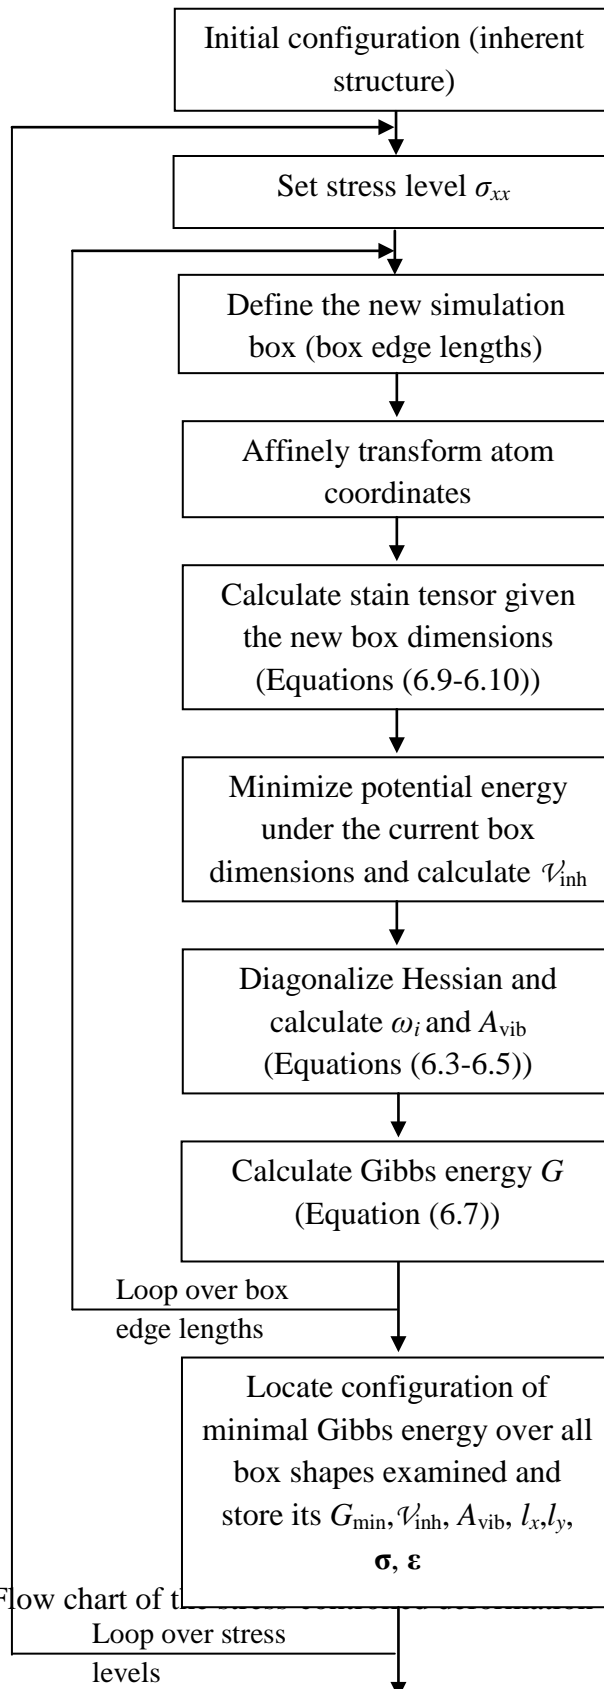 Initial configuration (inherent
structure)
Set stress level σxx
Define the new simulation
box (box edge lengths)
Affinely transform atom
coordinates
Calculate stain tensor given
the new box dimensions
(Equations (6.9-6.10))
Minimize potential energy
under the current box
dimensions and calculate 𝒱inh
Diagonalize Hessian and
calculate ωi and Avib
(Equations (6.3-6.5))
Calculate Gibbs energy G
(Equation (6.7))
Loop over box
edge lengths
Locate configuration of
minimal Gibbs energy over all
box shapes examined and
store its Gmin,𝒱inh, Avib, lx,ly,
σ, ε
Flow chart of
Loop over stress
levels